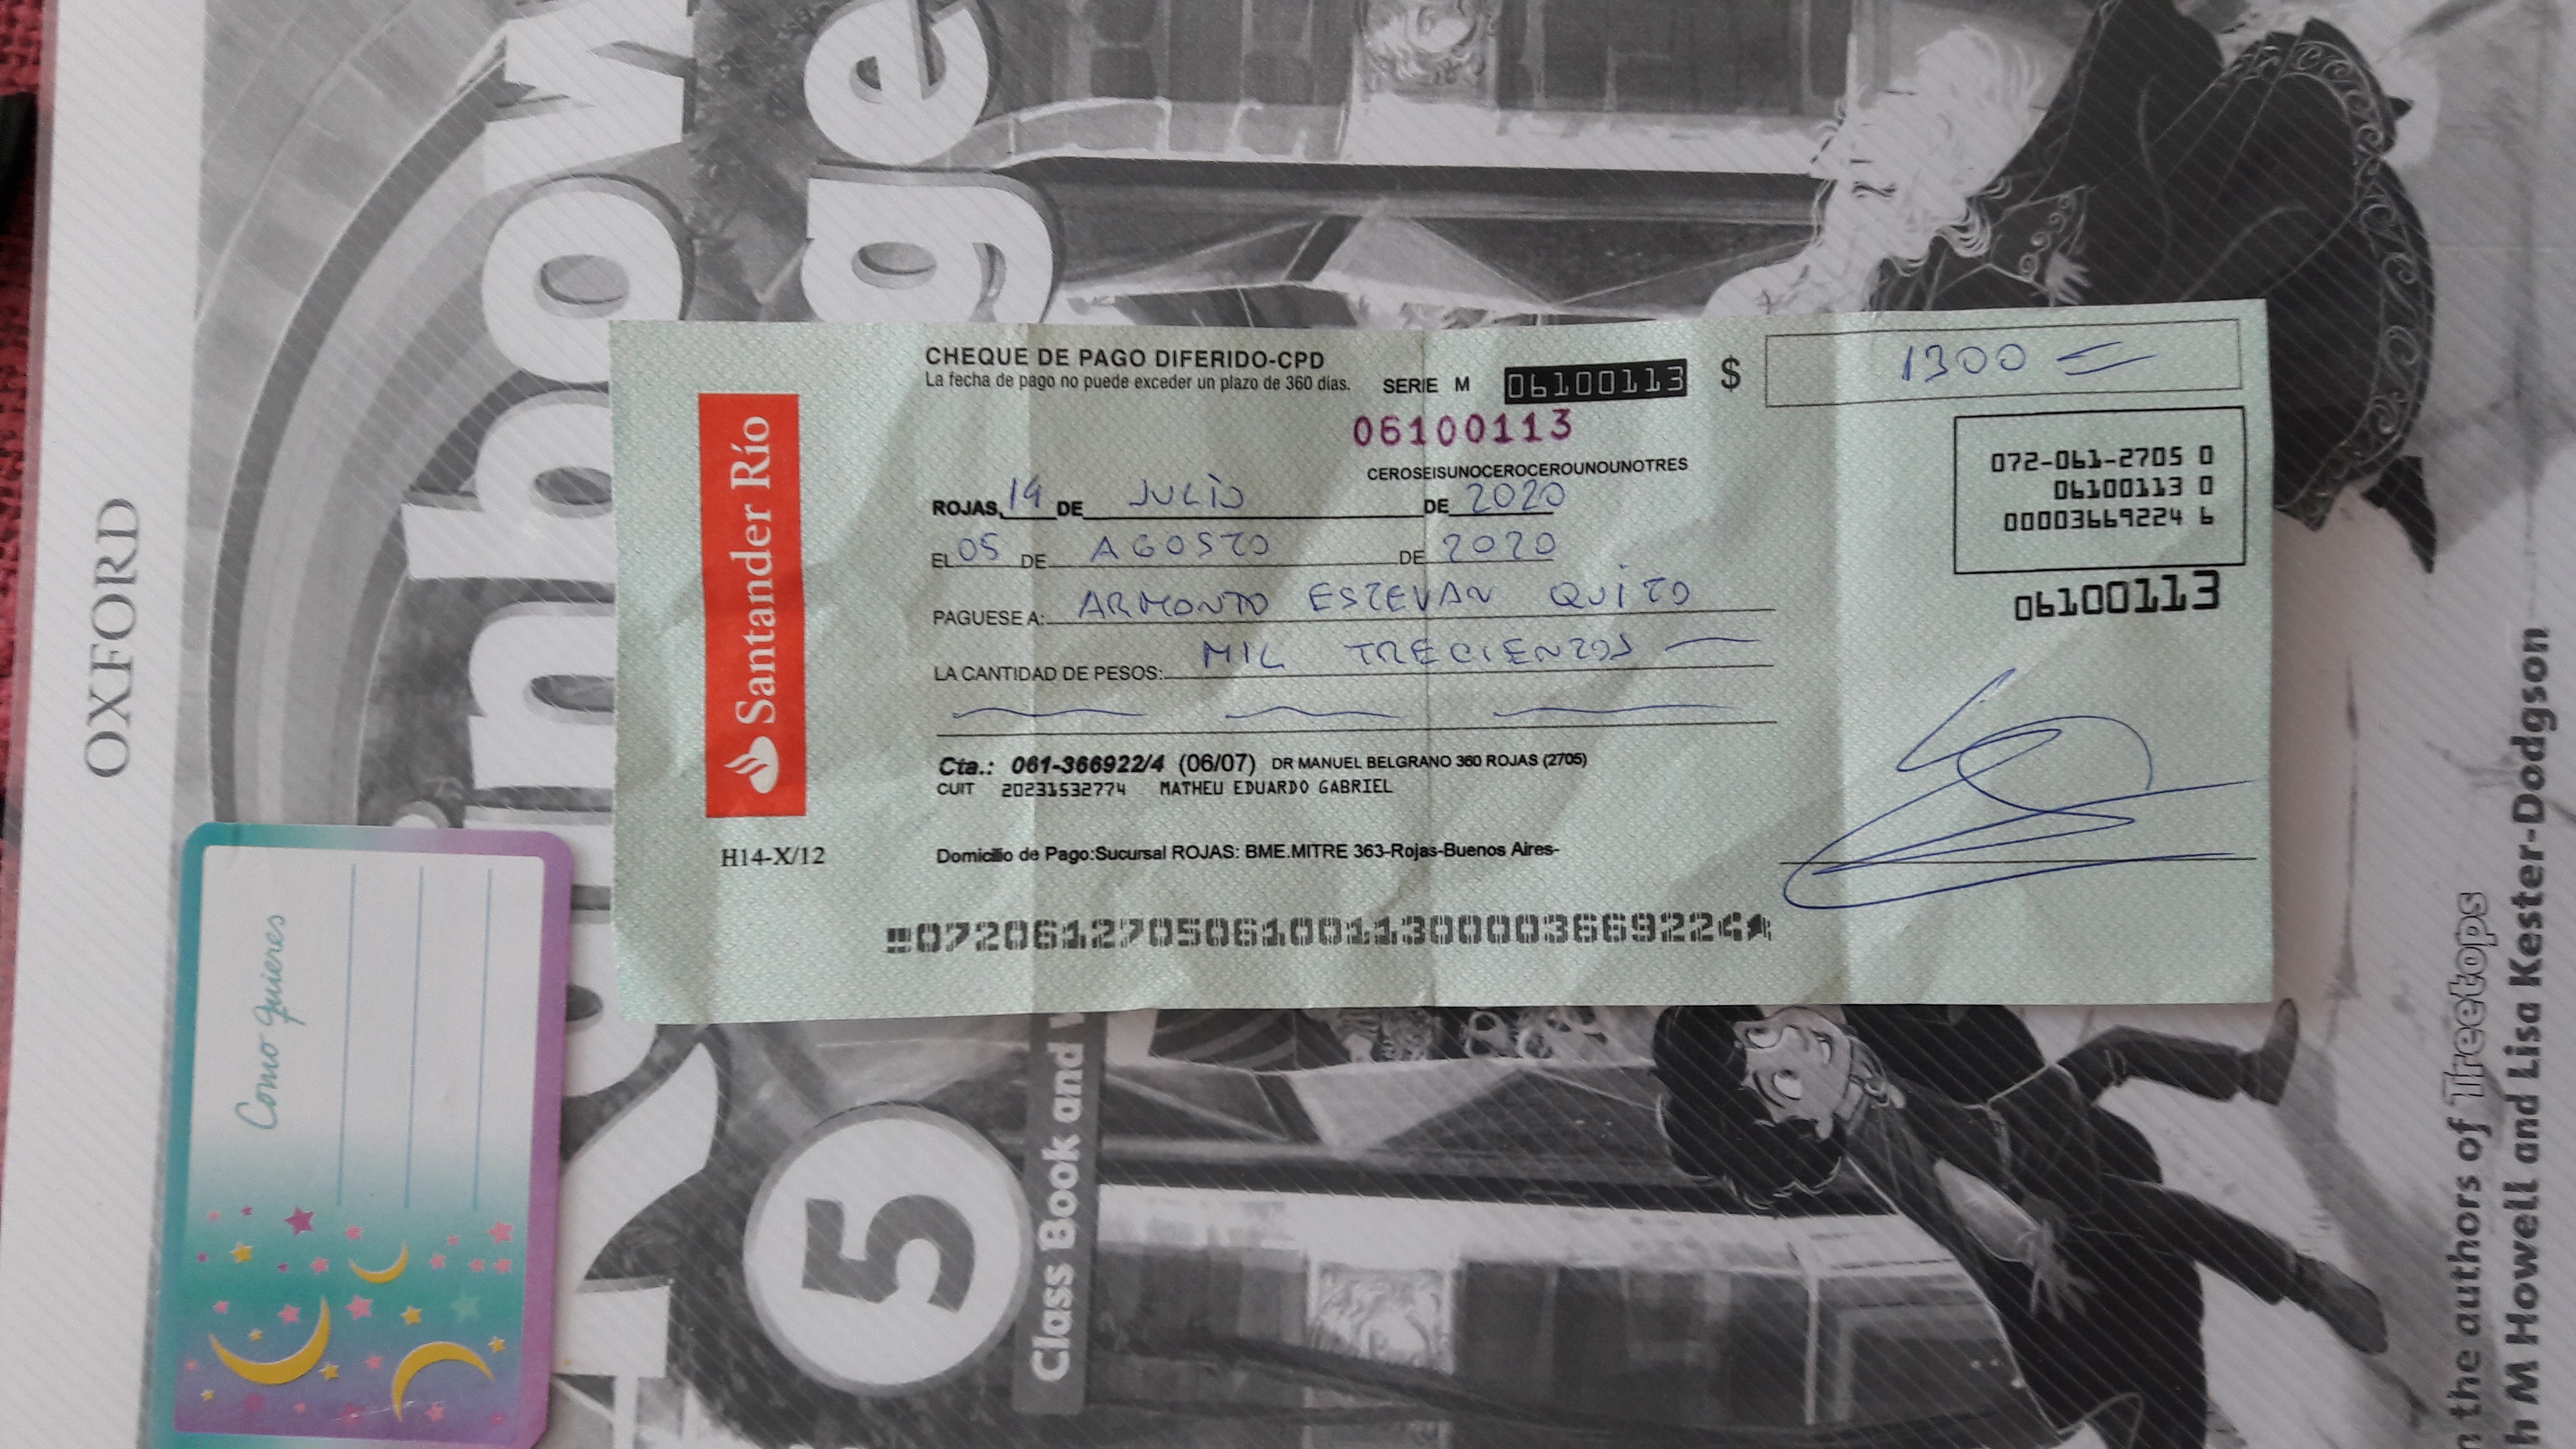 CHEQUE DE PAGO DIFERIDO-CPD
La fecha de pago no puede exceder un plazo de 360 días. SERIE M 06100113 $ 1300
06100113
CEROSEISUNOCEROCEROUNOUNOTRES
072-061-2705 0
06100113 0
00003669224 6
06100113
ROJAS, 14 DE JULIO DE 2020
EL 05 DE AGOSTO DE 2020
PAGUESE A: ARMONTO ESTEVAN QUITO
LA CANTIDAD DE PESOS: MIL TRECIENTOS
Cta.: 061-366922/4 (06/07) DR MANUEL BELGRANO 360 ROJAS (2705)
CUIT 20231532774 MATHEU EDUARDO GABRIEL
Domicilio de Pago:Sucursal ROJAS: BME.MITRE 363-Rojas-Buenos Aires-
Santander Río
H14-X/12
072061270506100113000036692246
OXFORD
nbow
ge
5
Class Book and
Como quieres
the authors of Treetops
M Howell and Lisa Kester-Dodgson